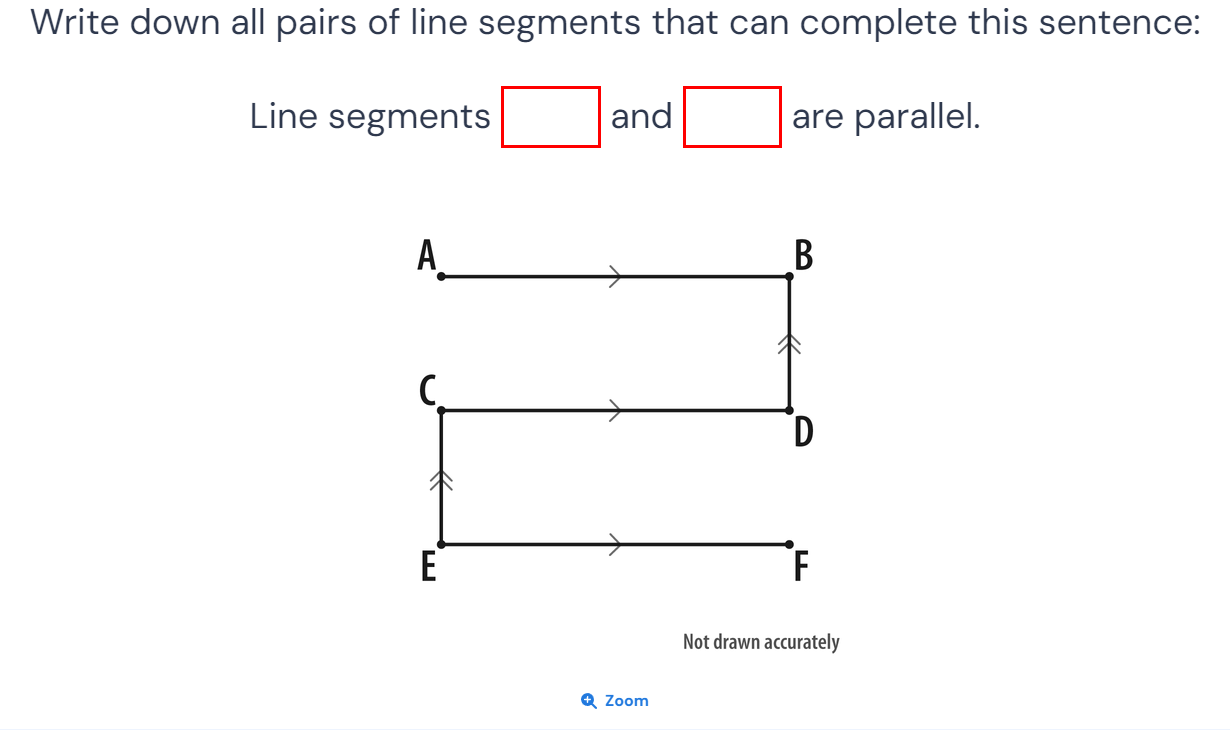 Write down all pairs of line segments that can complete this sentence:
Line segments and are parallel.
A B
C
D
E F
Not drawn accurately
Zoom